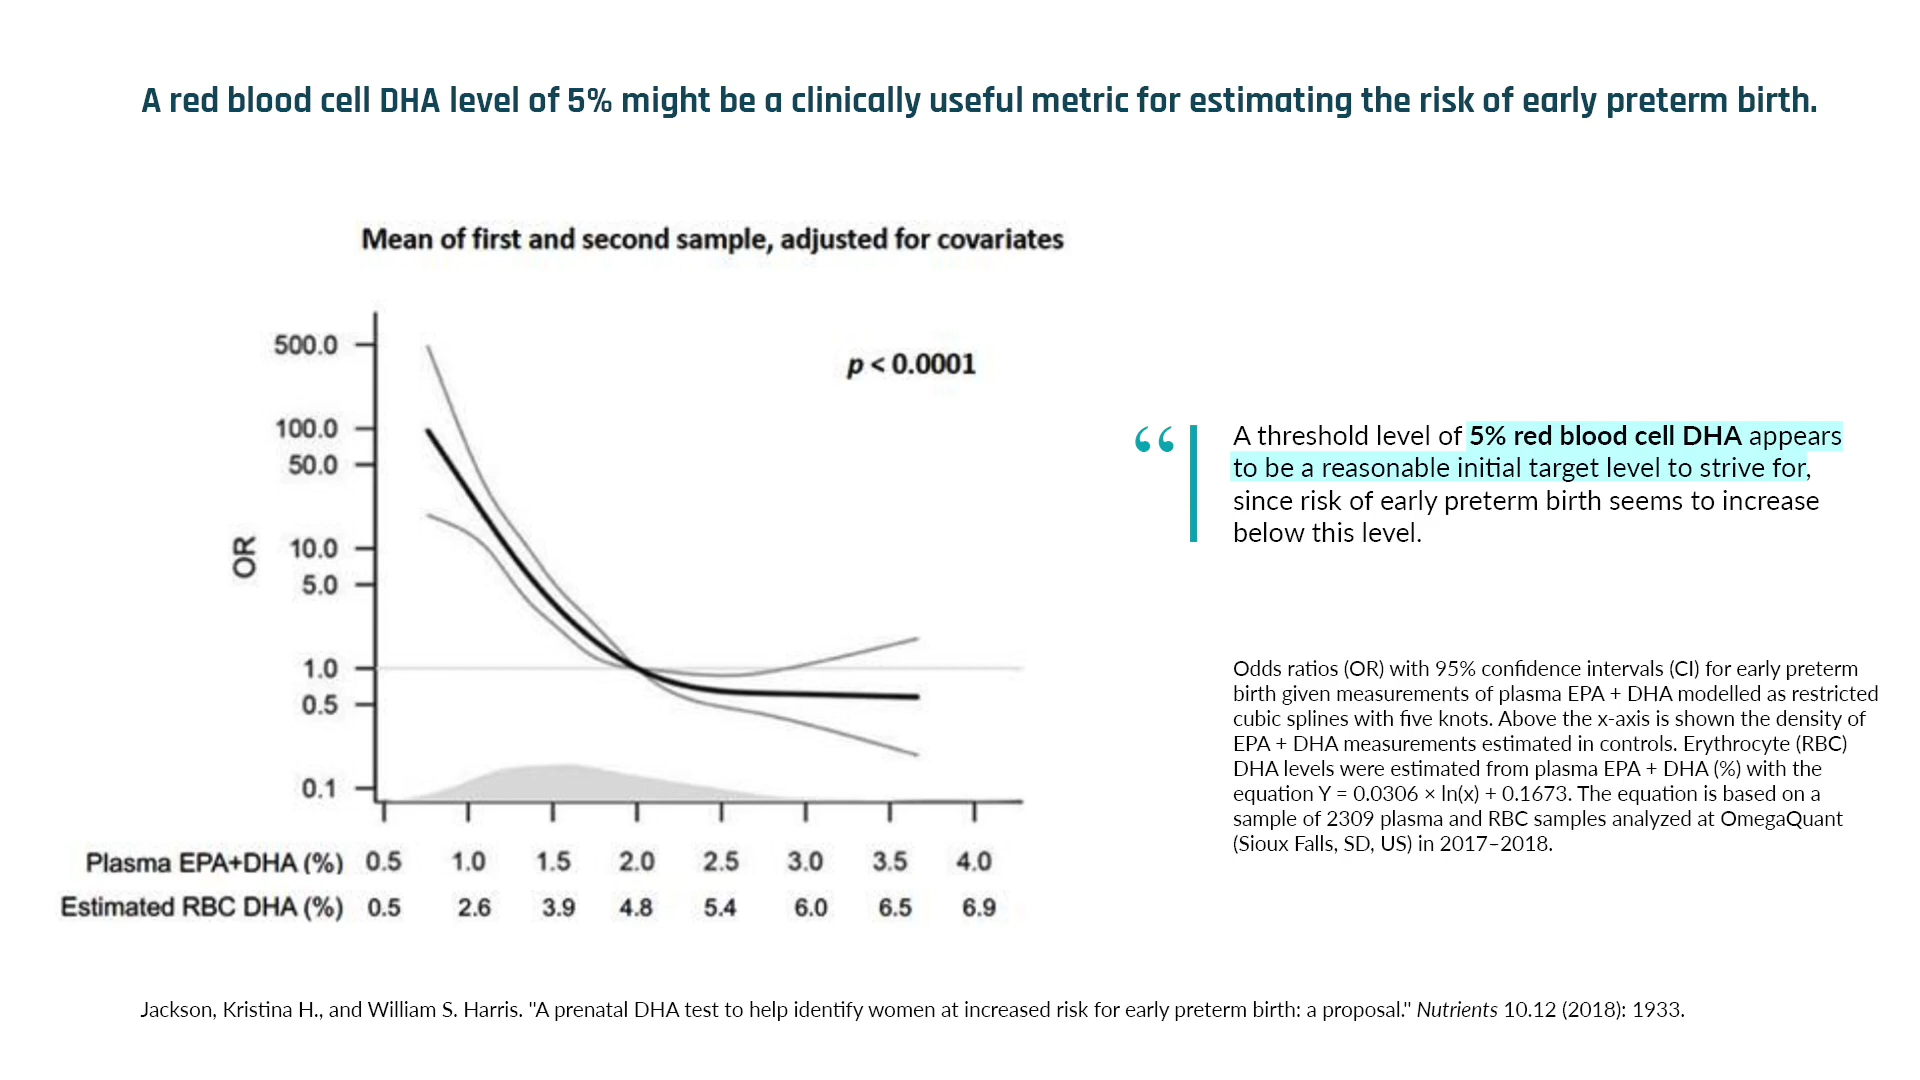 A red blood cell DHA level of 5% might be a clinically useful metric for estimating the risk of early preterm birth.
Mean of first and second sample, adjusted for covariates
p < 0.0001
OR
500.0
100.0
50.0
10.0
5.0
1.0
0.5
0.1
Plasma EPA+DHA (%) 0.5 1.0 1.5 2.0 2.5 3.0 3.5 4.0
Estimated RBC DHA (%) 0.5 2.6 3.9 4.8 5.4 6.0 6.5 6.9
“
A threshold level of 5% red blood cell DHA appears
to be a reasonable initial target level to strive for,
since risk of early preterm birth seems to increase
below this level.
Odds ratios (OR) with 95% confidence intervals (CI) for early preterm
birth given measurements of plasma EPA + DHA modelled as restricted
cubic splines with five knots. Above the x-axis is shown the density of
EPA + DHA measurements estimated in controls. Erythrocyte (RBC)
DHA levels were estimated from plasma EPA + DHA (%) with the
equation Y = 0.0306 × ln(x) + 0.1673. The equation is based on a
sample of 2309 plasma and RBC samples analyzed at OmegaQuant
(Sioux Falls, SD, US) in 2017–2018.
Jackson, Kristina H., and William S. Harris. "A prenatal DHA test to help identify women at increased risk for early preterm birth: a proposal." Nutrients 10.12 (2018): 1933.